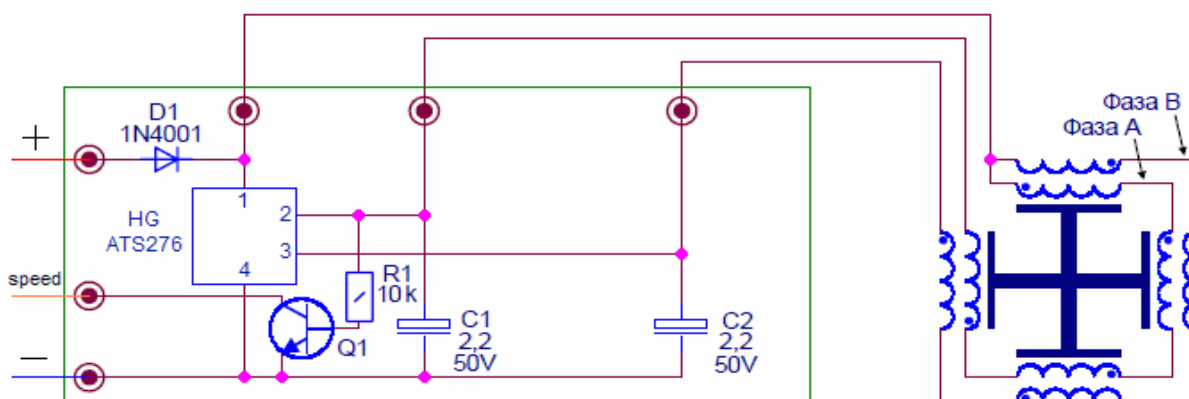 Фаза B
Фаза А
D1
1N4001
+
1
2
3
4
HG
ATS276
speed
R1
10k
Q1
C1
2,2
50V
C2
2,2
50V
—